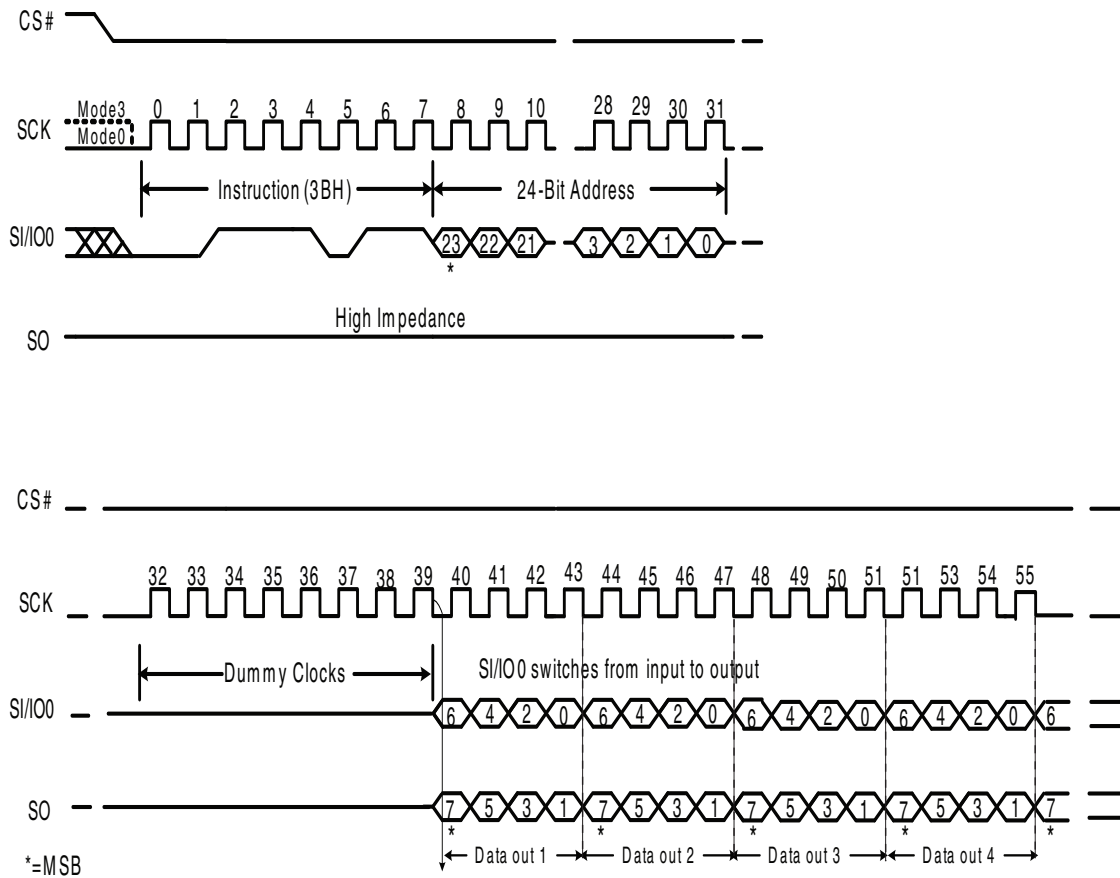 CS#
Mode3 0 1 2 3 4 5 6 7 8 9 10 28 29 30 31
SCK Mode0
Instruction (3BH) 24-Bit Address
SI/IO0 23 22 21 3 2 1 0
*
High Impedance
SO
CS#
32 33 34 35 36 37 38 39 40 41 42 43 44 45 46 47 48 49 50 51 51 53 54 55
SCK
Dummy Clocks SI/IO0 switches from input to output
SI/IO0 6 4 2 0 6 4 2 0 6 4 2 0 6 4 2 0 6
SO 7 5 3 1 7 5 3 1 7 5 3 1 7 5 3 1 7
* * * * *
Data out 1 Data out 2 Data out 3 Data out 4
*=MSB